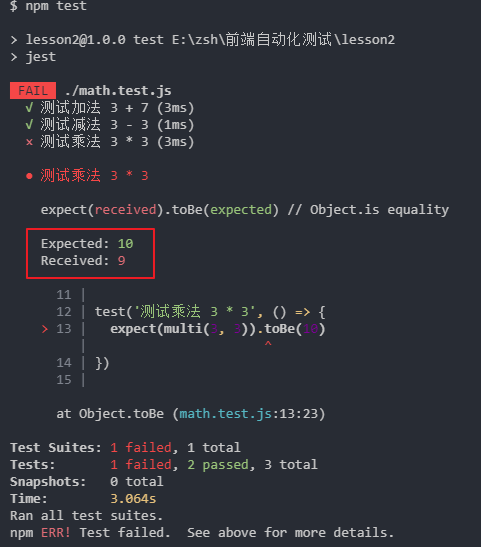 $ npm test
> lesson2@1.0.0 test E:\zsh\前端自动化测试\lesson2
> jest
FAIL ./math.test.js
√ 测试加法 3 + 7 (3ms)
√ 测试减法 3 - 3 (1ms)
× 测试乘法 3 * 3 (3ms)
● 测试乘法 3 * 3
expect(received).toBe(expected) // Object.is equality
Expected: 10
Received: 9
11 |
12 | test('测试乘法 3 * 3', () => {
> 13 |   expect(multi(3, 3)).toBe(10)
|                       ^
14 | })
15 |
at Object.toBe (math.test.js:13:23)
Test Suites: 1 failed, 1 total
Tests:       1 failed, 2 passed, 3 total
Snapshots:   0 total
Time:        3.064s
Ran all test suites.
npm ERR! Test failed.  See above for more details.